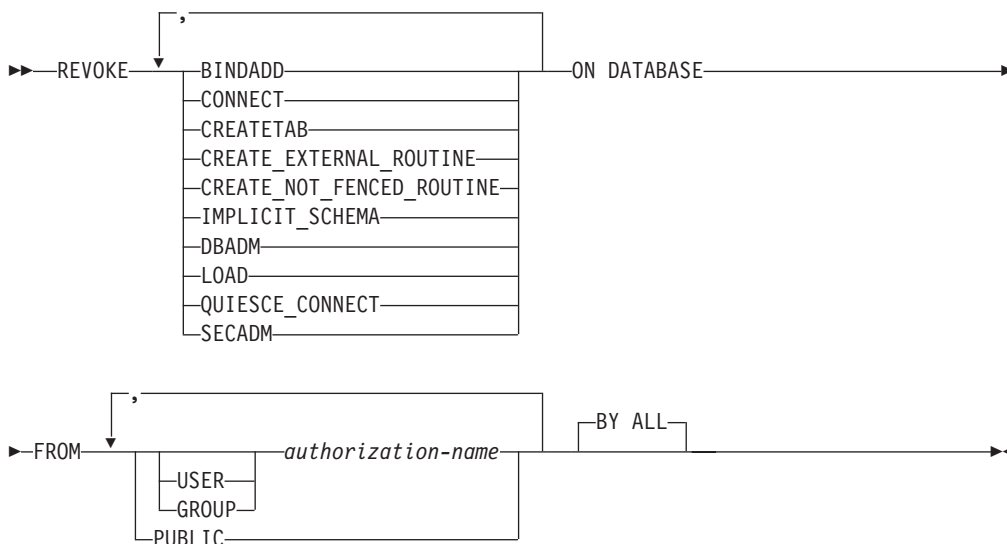 ,
REVOKE BINDADD ON DATABASE
CONNECT
CREATETAB
CREATE_EXTERNAL_ROUTINE
CREATE_NOT_FENCED_ROUTINE
IMPLICIT_SCHEMA
DBADM
LOAD
QUIESCE_CONNECT
SECADM
,
BY ALL
FROM authorization-name
USER
GROUP
PUBLIC